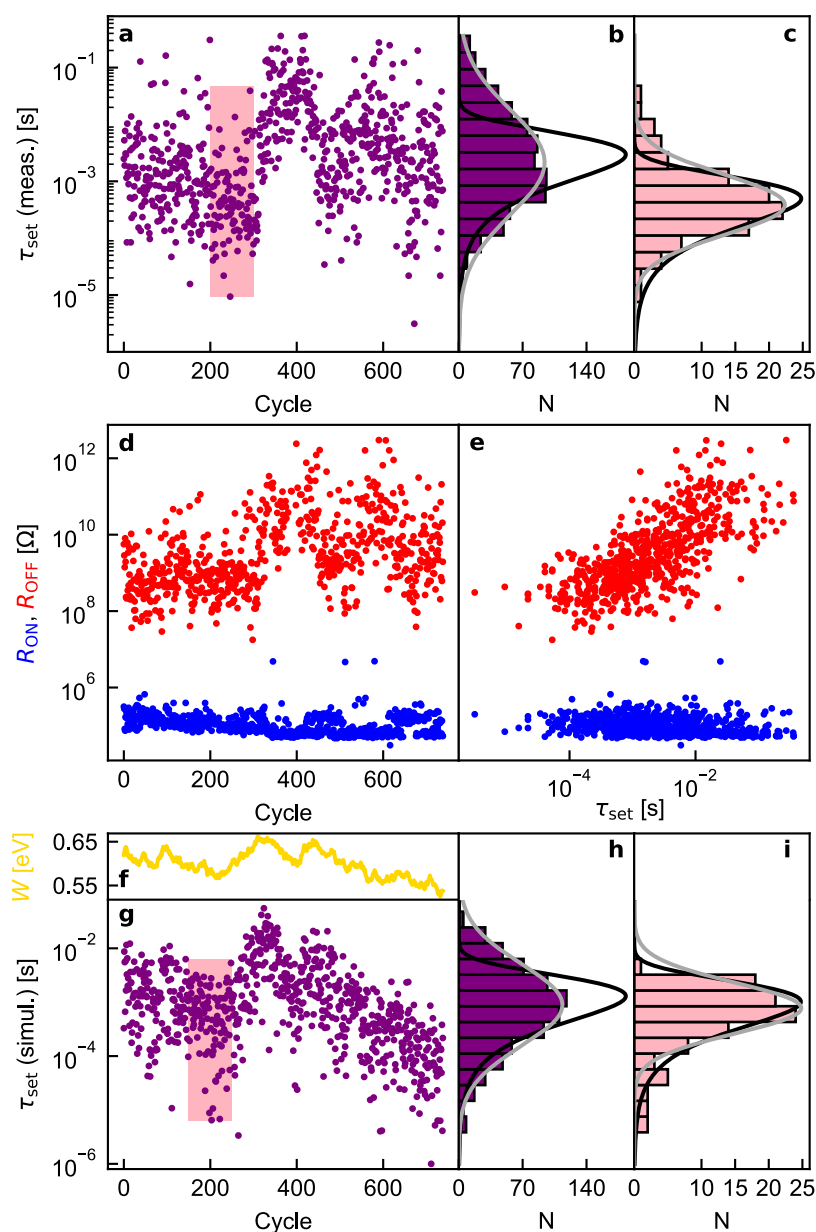 a
b
c
τset (meas.) [s]
10⁻¹
10⁻³
10⁻⁵
0 200 400 600
Cycle
0 70 140
N
0 10 15 20 25
N
d
e
RON, ROFF [Ω]
10¹²
10¹⁰
10⁸
10⁶
0 200 400 600
Cycle
10⁻⁴ 10⁻²
τset [s]
W [eV]
0.65
0.55
f
g
h
i
τset (simul.) [s]
10⁻²
10⁻⁴
10⁻⁶
0 200 400 600
Cycle
0 70 140
N
0 10 15 20 25
N